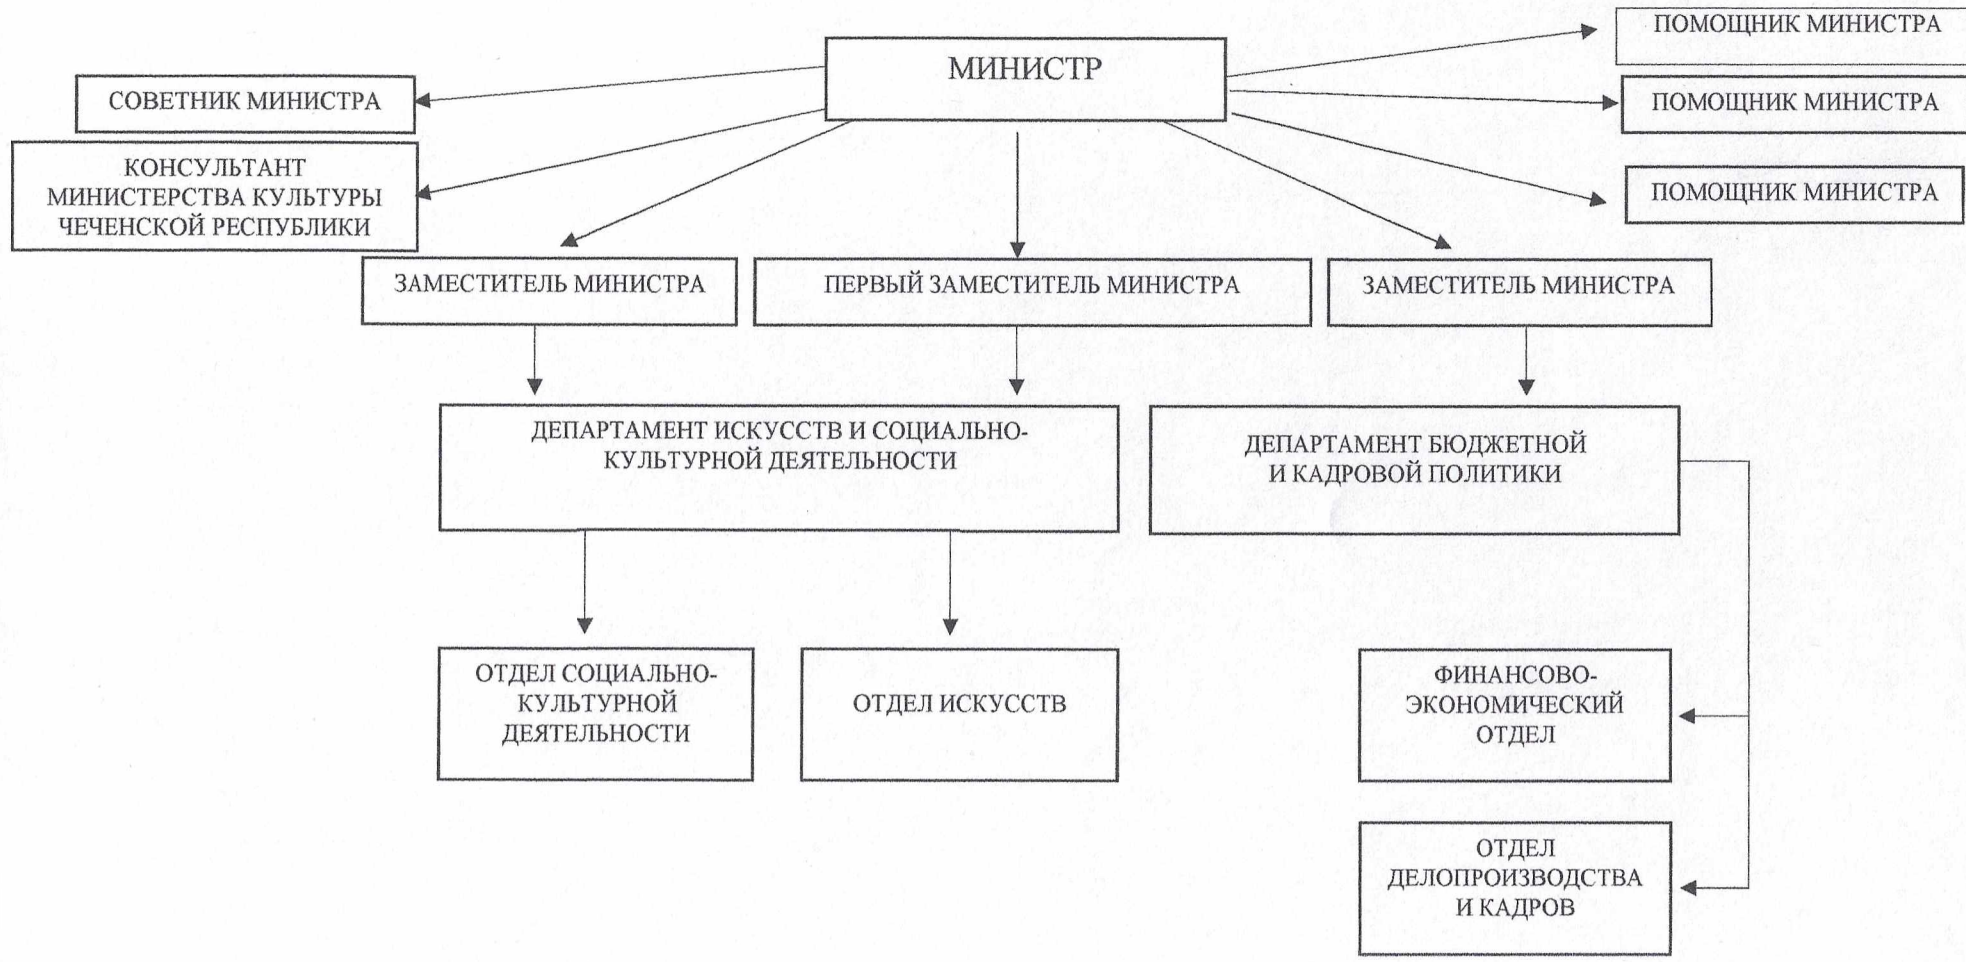 МИНИСТР
ПОМОЩНИК МИНИСТРА
СОВЕТНИК МИНИСТРА
ПОМОЩНИК МИНИСТРА
КОНСУЛЬТАНТ
МИНИСТЕРСТВА КУЛЬТУРЫ
ЧЕЧЕНСКОЙ РЕСПУБЛИКИ
ПОМОЩНИК МИНИСТРА
ЗАМЕСТИТЕЛЬ МИНИСТРА
ПЕРВЫЙ ЗАМЕСТИТЕЛЬ МИНИСТРА
ЗАМЕСТИТЕЛЬ МИНИСТРА
ДЕПАРТАМЕНТ ИСКУССТВ И СОЦИАЛЬНО-
КУЛЬТУРНОЙ ДЕЯТЕЛЬНОСТИ
ДЕПАРТАМЕНТ БЮДЖЕТНОЙ
И КАДРОВОЙ ПОЛИТИКИ
ОТДЕЛ СОЦИАЛЬНО-
КУЛЬТУРНОЙ
ДЕЯТЕЛЬНОСТИ
ОТДЕЛ ИСКУССТВ
ФИНАНСОВО-
ЭКОНОМИЧЕСКИЙ
ОТДЕЛ
ОТДЕЛ
ДЕЛОПРОИЗВОДСТВА
И КАДРОВ